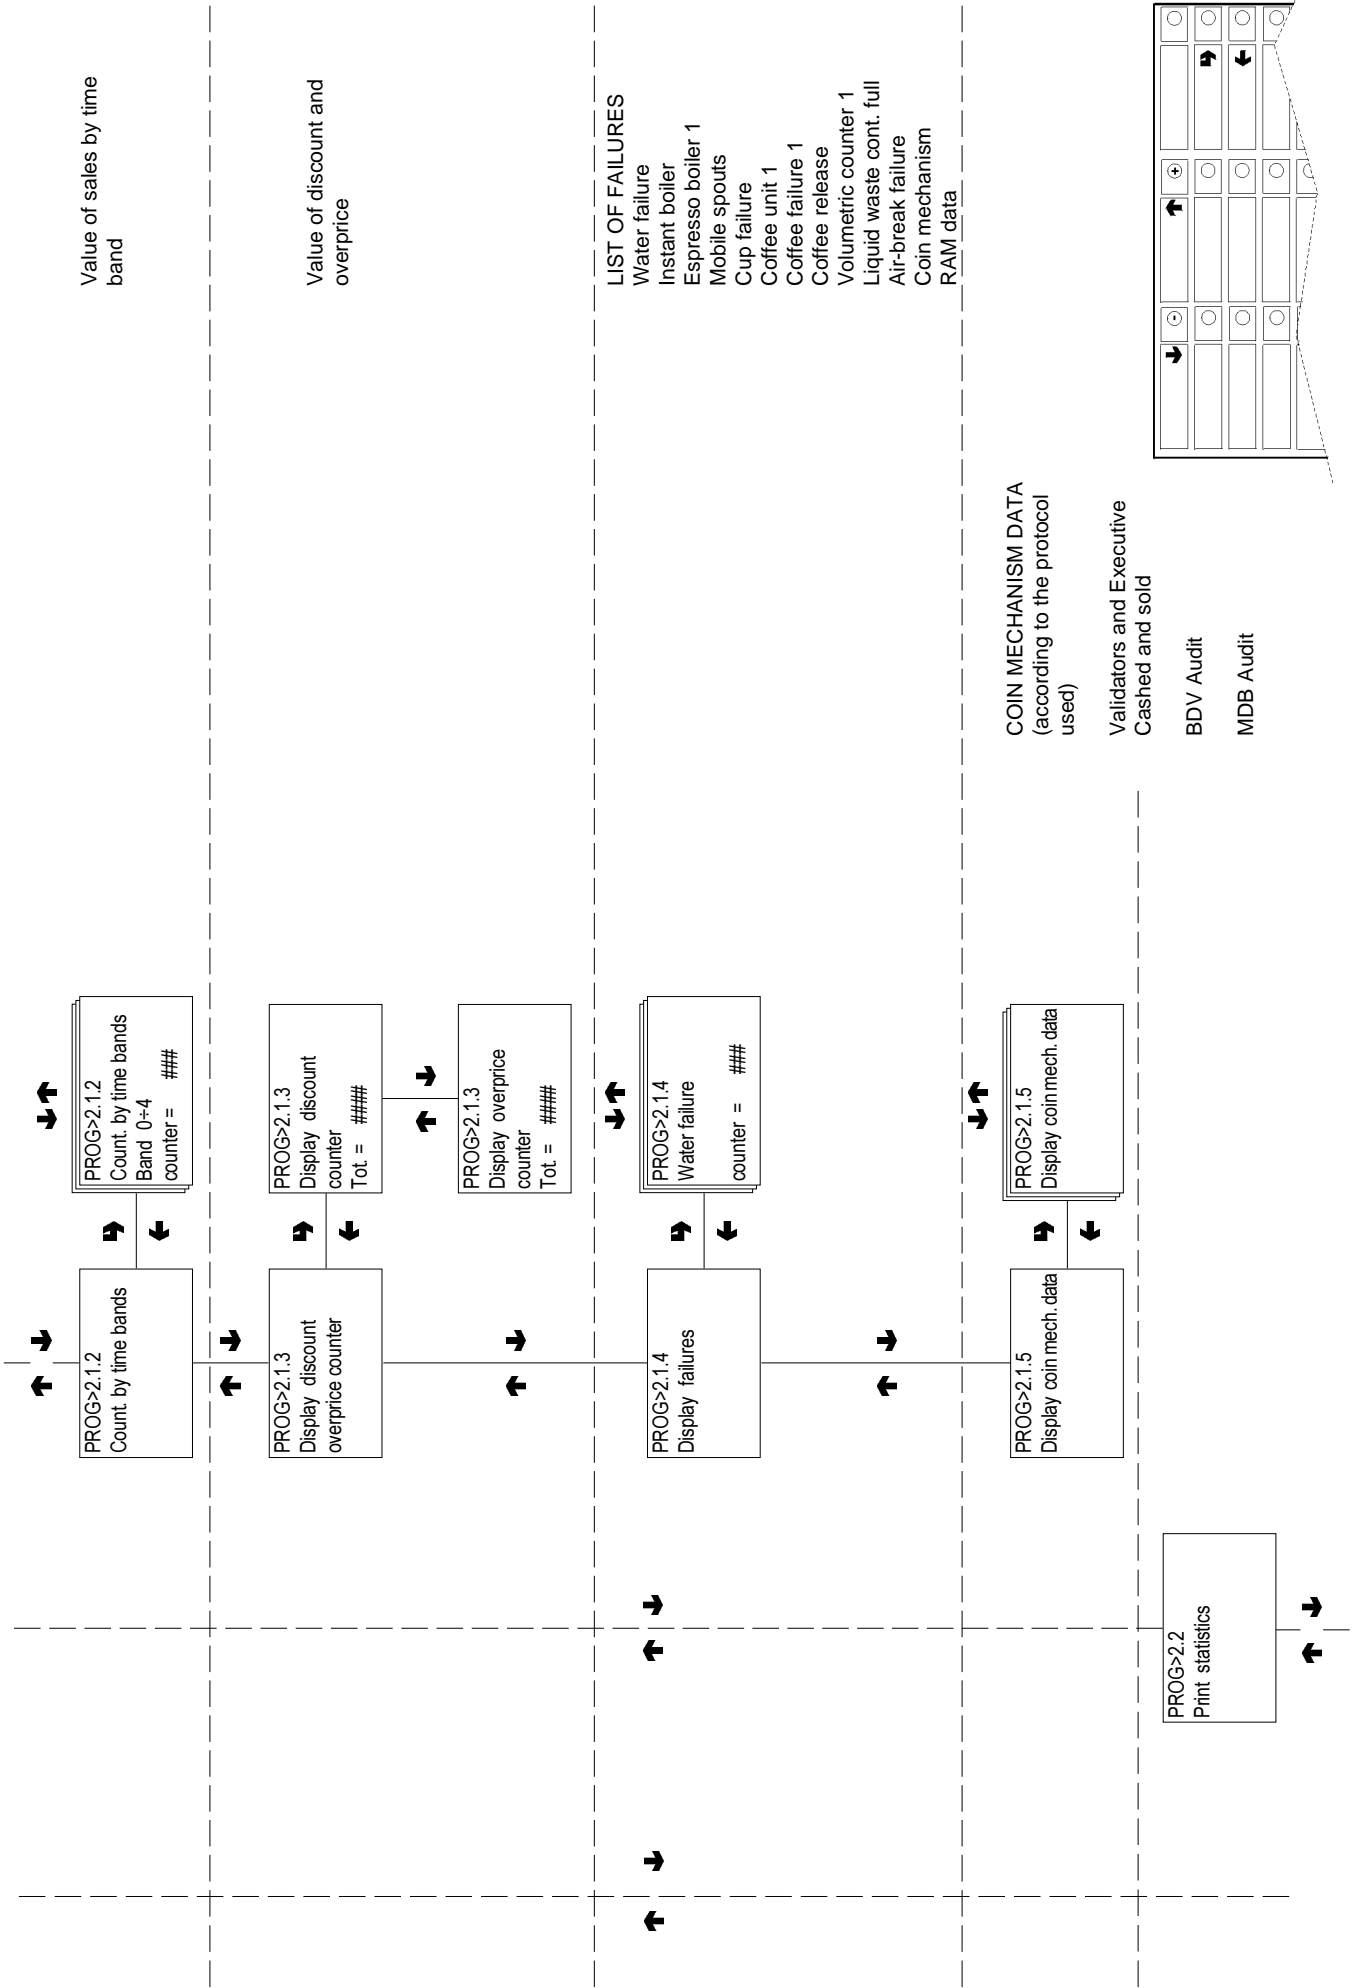 PROG>2.1.2
Count. by time bands
PROG>2.1.2
Count. by time bands
Band 0÷4
counter = ###
Value of sales by time
band
PROG>2.1.3
Display discount
overprice counter
PROG>2.1.3
Display discount
counter
Tot. = ####
PROG>2.1.3
Display overprice
counter
Tot. = ####
Value of discount and
overprice
PROG>2.1.4
Display failures
PROG>2.1.4
Water failure
counter = ###
LIST OF FAILURES
Water failure
Instant boiler
Espresso boiler 1
Mobile spouts
Cup failure
Coffee unit 1
Coffee failure 1
Coffee release
Volumetric counter 1
Liquid waste cont. full
Air-break failure
Coin mechanism
RAM data
PROG>2.1.5
Display coin mech. data
PROG>2.1.5
Display coin mech. data
COIN MECHANISM DATA
(according to the protocol
used)
Validators and Executive
Cashed and sold
BDV Audit
MDB Audit
PROG>2.2
Print statistics
- +